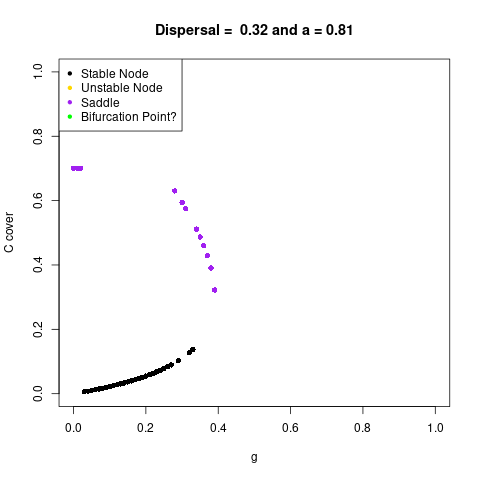 Dispersal =  0.32 and a = 0.81
Stable Node
Unstable Node
Saddle
Bifurcation Point?
C cover
1.0
0.8
0.6
0.4
0.2
0.0
0.0 0.2 0.4 0.6 0.8 1.0
g